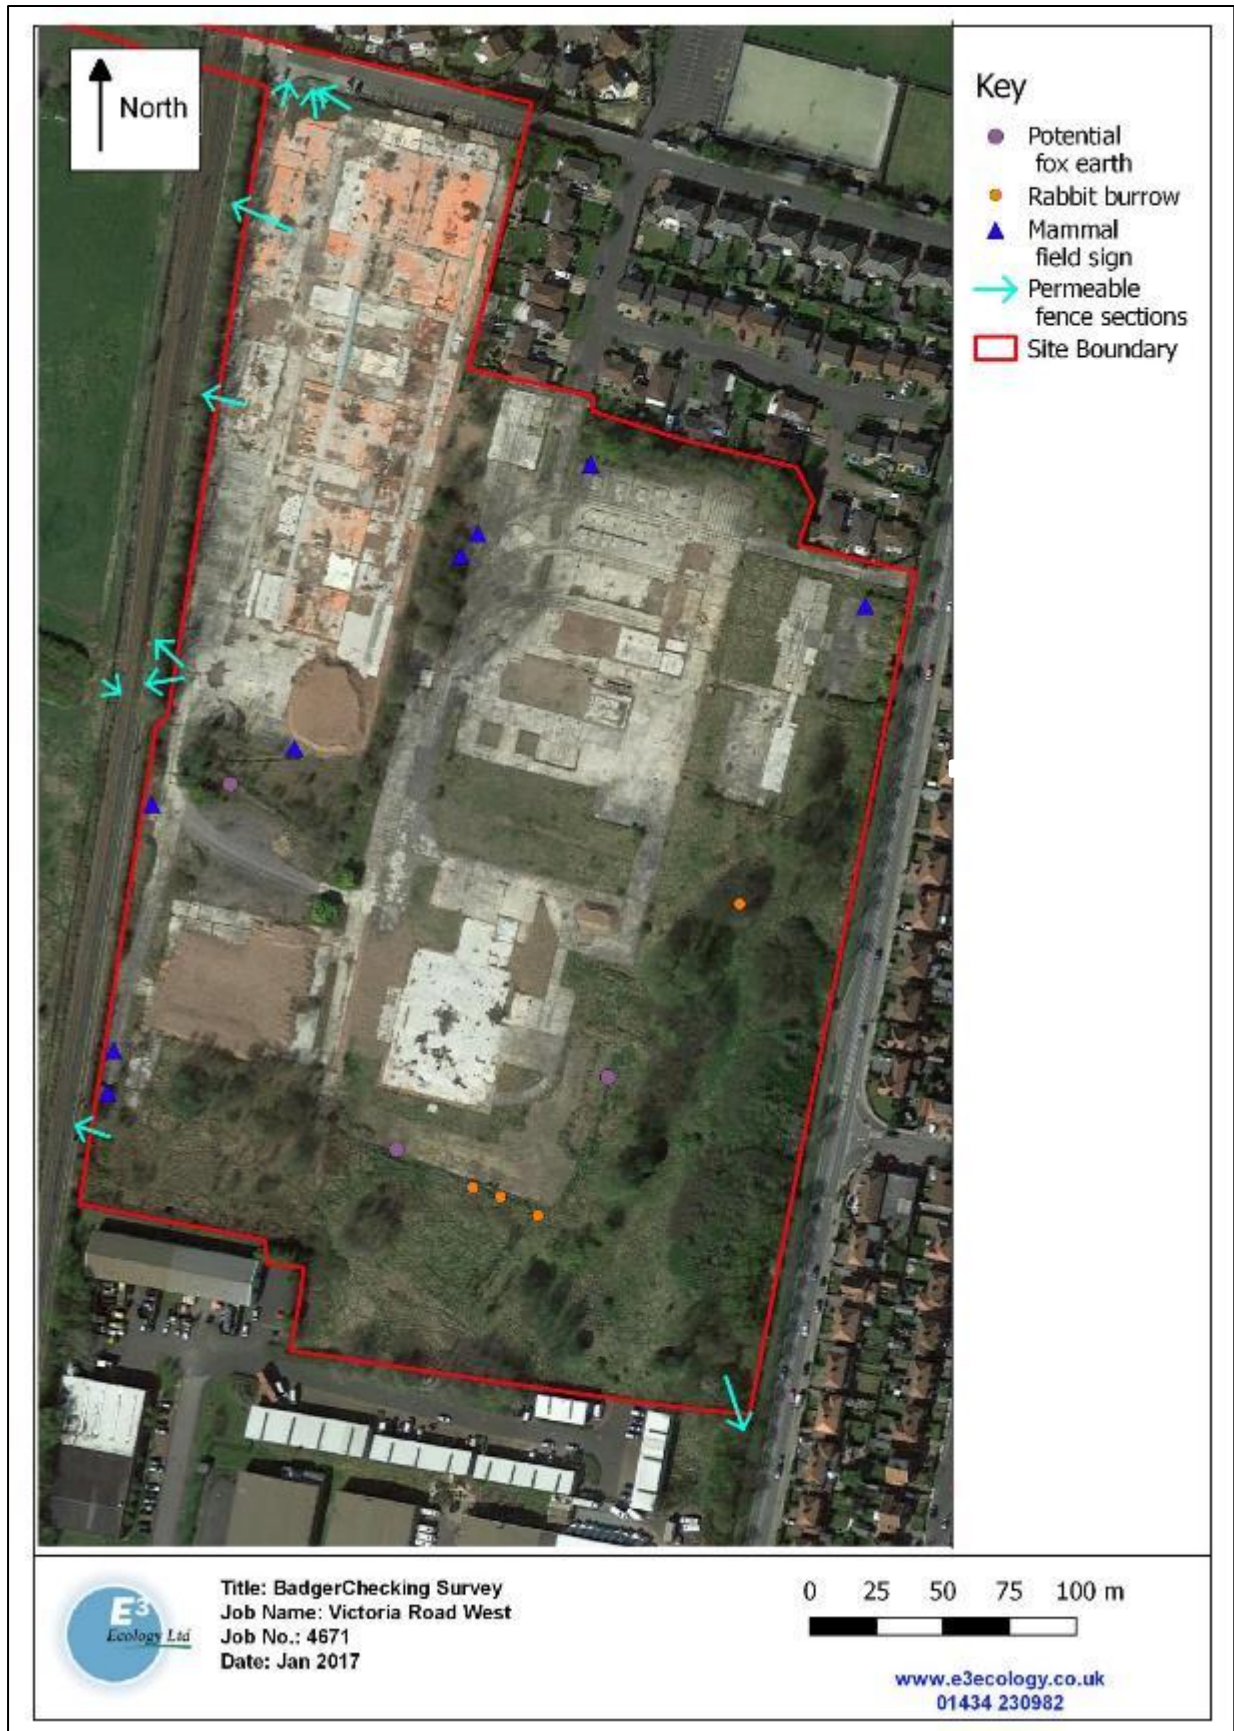 North
Key
Potential
fox earth
Rabbit burrow
Mammal
field sign
Permeable
fence sections
Site Boundary
E3
Ecology Ltd
Title: BadgerChecking Survey
Job Name: Victoria Road West
Job No.: 4671
Date: Jan 2017
0 25 50 75 100 m
www.e3ecology.co.uk
01434 230982